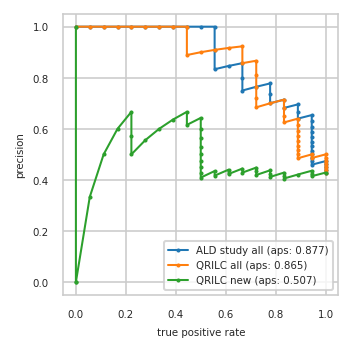 1.0
0.8
0.6
0.4
0.2
0.0
precision
0.0 0.2 0.4 0.6 0.8 1.0
true positive rate
ALD study all (aps: 0.877)
QRILC all (aps: 0.865)
QRILC new (aps: 0.507)